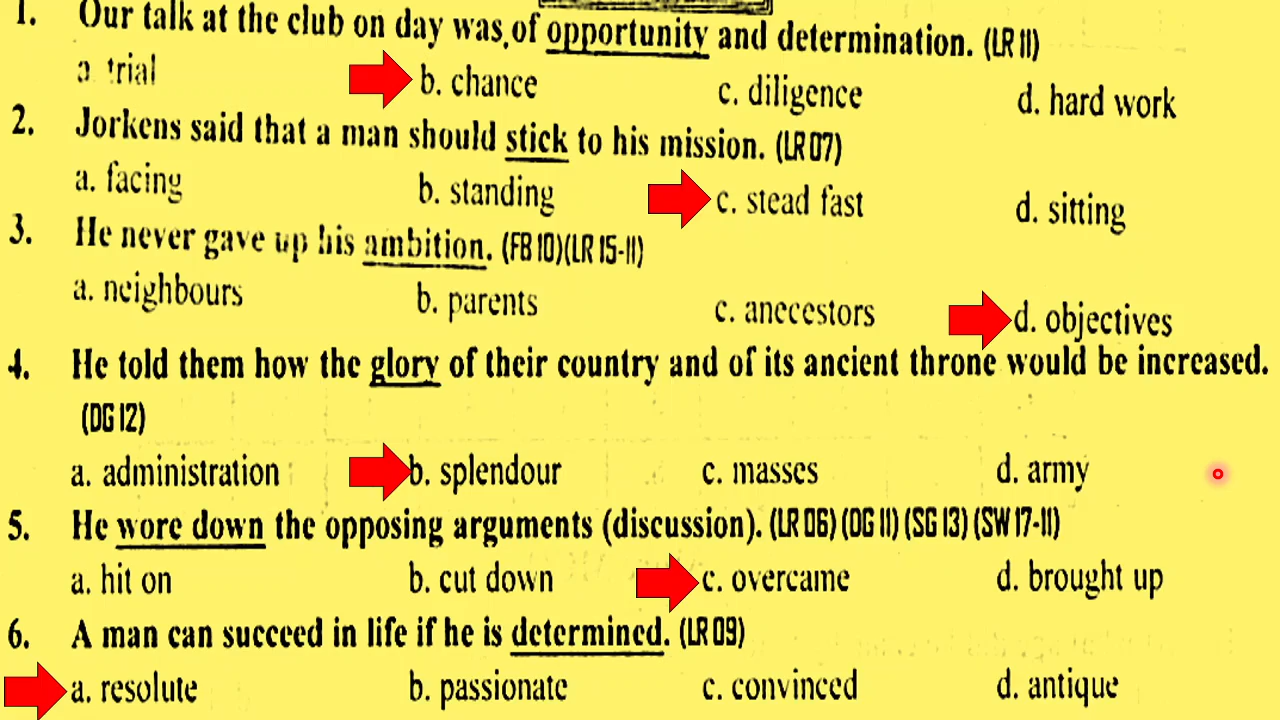 1. Our talk at the club on day was of opportunity and determination. (LR 11)
a. trial b. chance c. diligence d. hard work
2. Jorkens said that a man should stick to his mission. (LR 07)
a. facing b. standing c. stead fast d. sitting
3. He never gave up his ambition. (FB 10)(LR 15-11)
a. neighbours b. parents c. anecestors d. objectives
4. He told them how the glory of their country and of its ancient throne would be increased.
(DG 12)
a. administration b. splendour c. masses d. army
5. He wore down the opposing arguments (discussion). (LR 06) (DG 11) (SG 13) (SW 17-11)
a. hit on b. cut down c. overcame d. brought up
6. A man can succeed in life if he is determined. (LR 09)
a. resolute b. passionate c. convinced d. antique